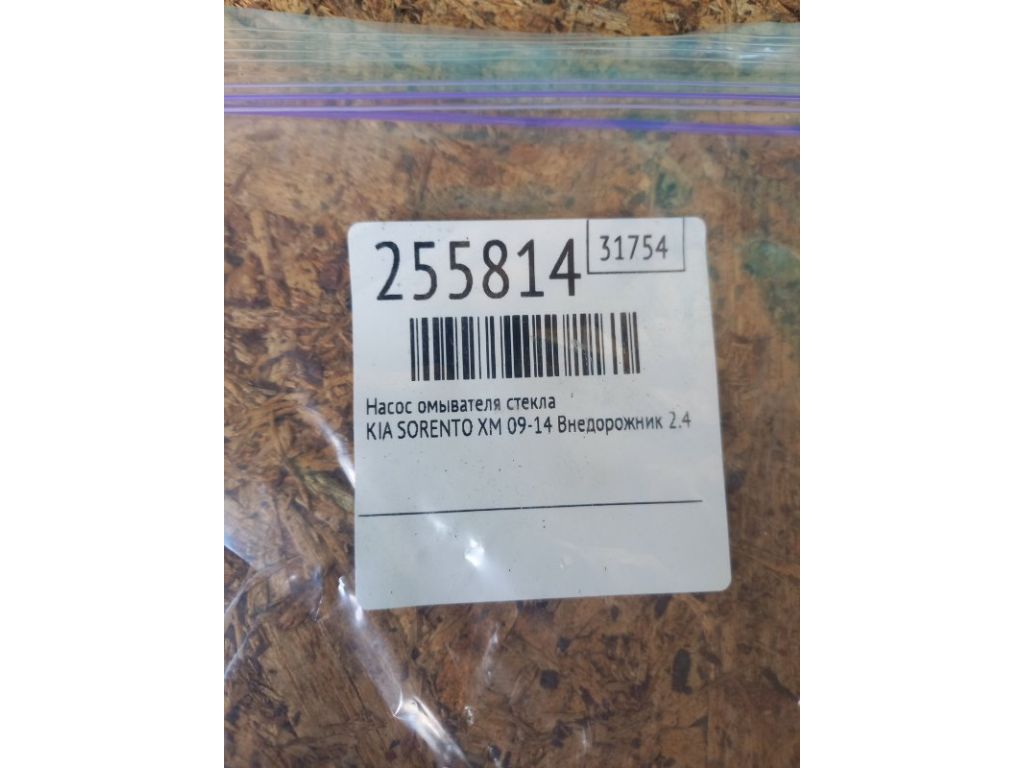 255814
31754
Насос омывателя стекла
KIA SORENTO XM 09-14 Внедорожник 2.4